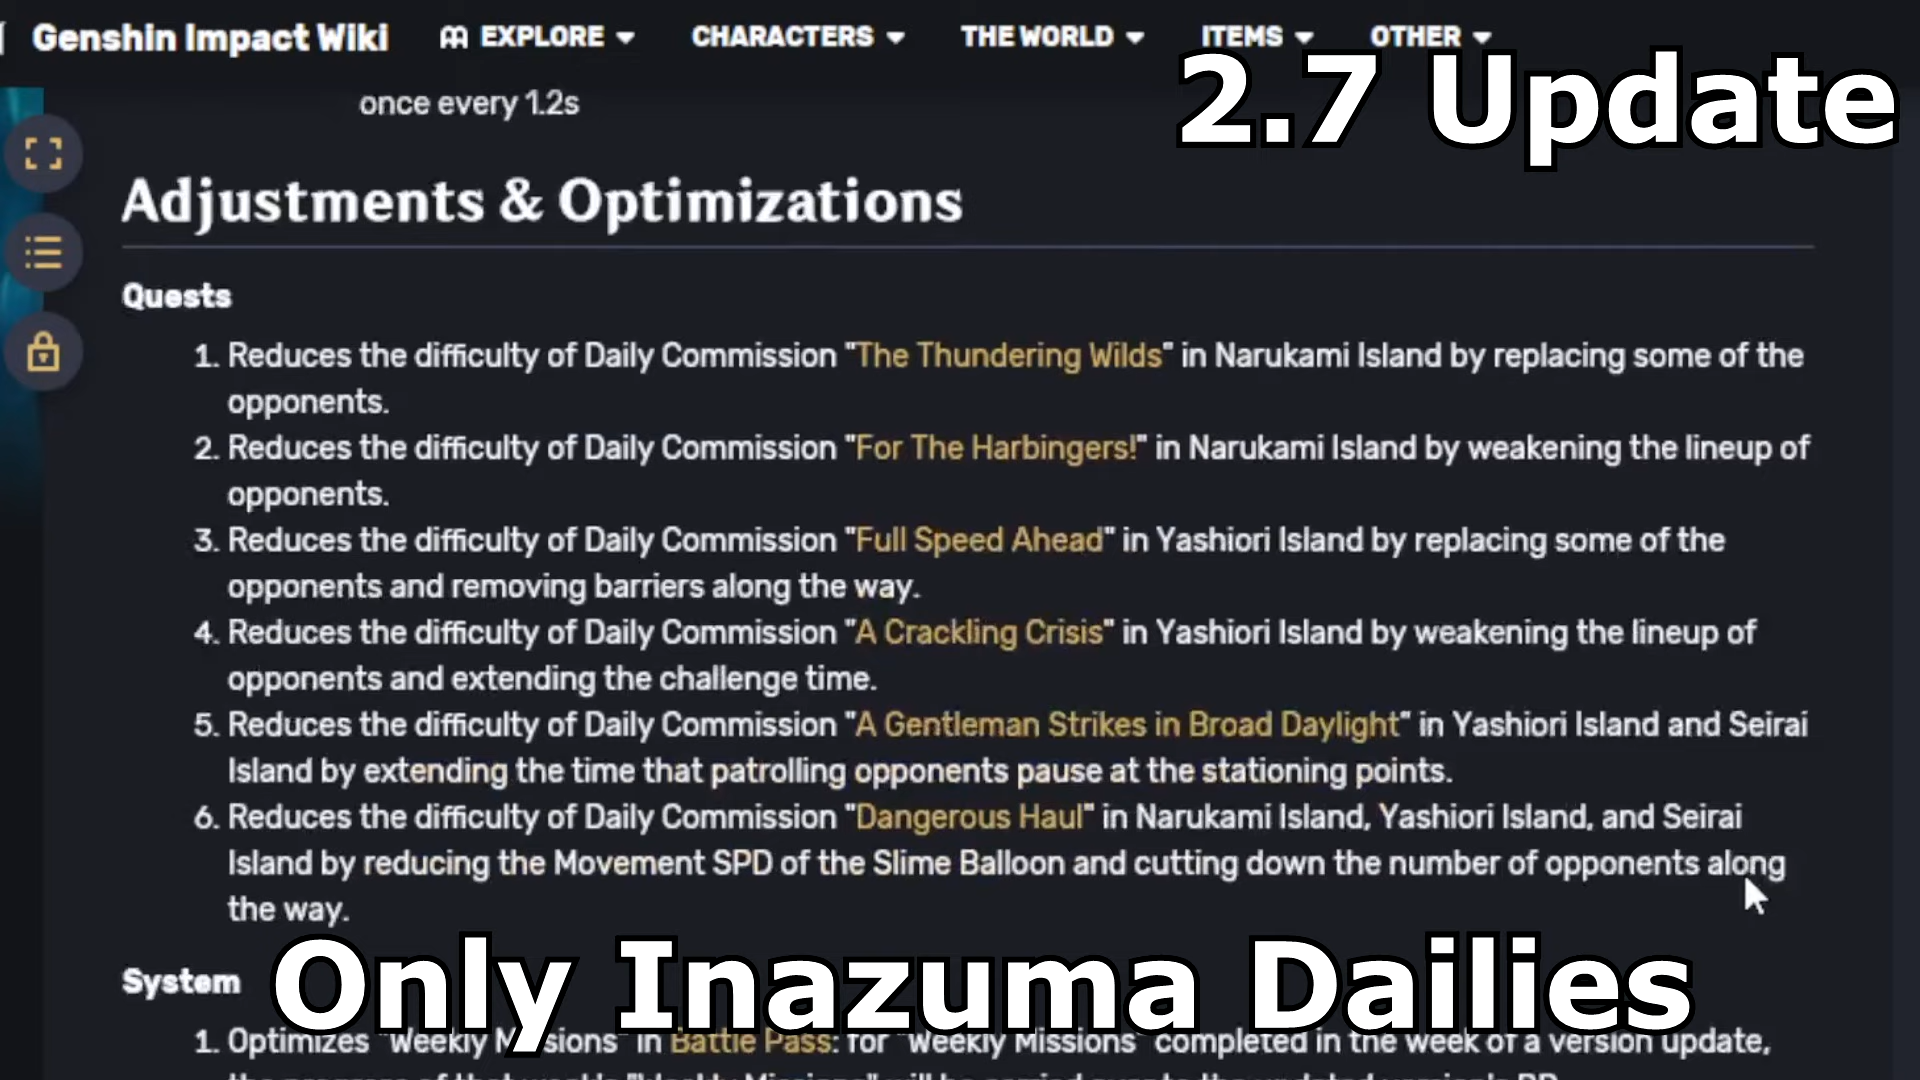 Genshin Impact Wiki EXPLORE CHARACTERS THE WORLD ITEMS OTHER
2.7 Update
once every 1.2s
Adjustments & Optimizations
Quests
1. Reduces the difficulty of Daily Commission "The Thundering Wilds" in Narukami Island by replacing some of the
opponents.
2. Reduces the difficulty of Daily Commission "For The Harbingers!" in Narukami Island by weakening the lineup of
opponents.
3. Reduces the difficulty of Daily Commission "Full Speed Ahead" in Yashiori Island by replacing some of the
opponents and removing barriers along the way.
4. Reduces the difficulty of Daily Commission "A Crackling Crisis" in Yashiori Island by weakening the lineup of
opponents and extending the challenge time.
5. Reduces the difficulty of Daily Commission "A Gentleman Strikes in Broad Daylight" in Yashiori Island and Seirai
Island by extending the time that patrolling opponents pause at the stationing points.
6. Reduces the difficulty of Daily Commission "Dangerous Haul" in Narukami Island, Yashiori Island, and Seirai
Island by reducing the Movement SPD of the Slime Balloon and cutting down the number of opponents along
the way.
System
Only Inazuma Dailies
1. Optimizes "Weekly Missions" in Battle Pass: for "Weekly Missions" completed in the week of a version update,